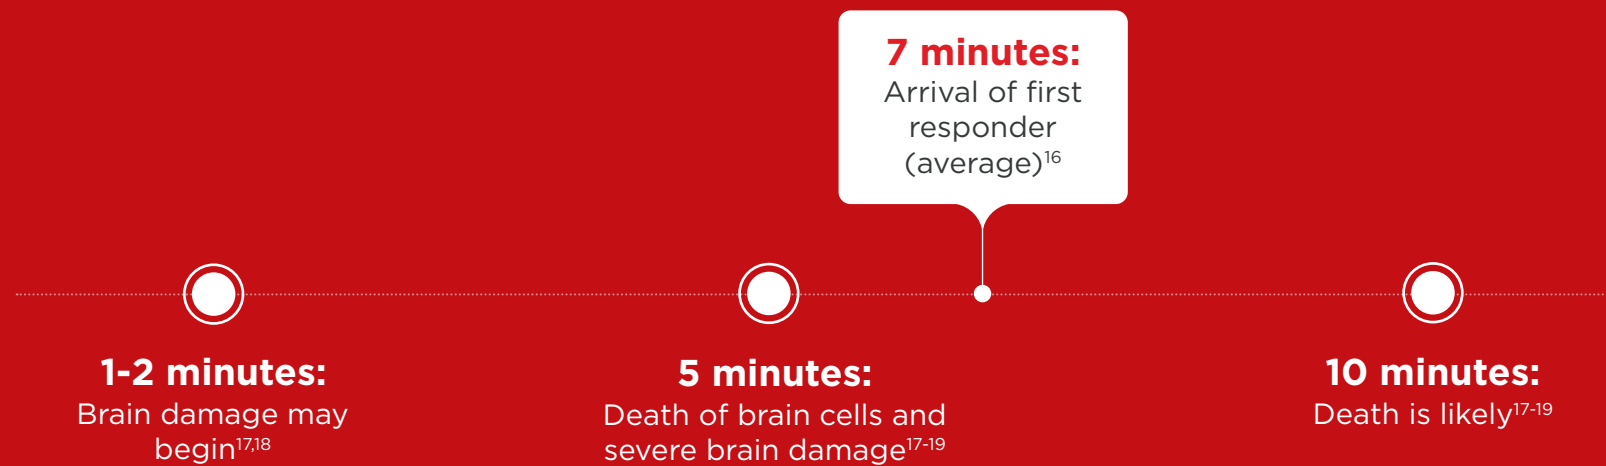 7 minutes:
Arrival of first
responder
(average)16
1-2 minutes:
Brain damage may
begin17,18
5 minutes:
Death of brain cells and
severe brain damage17-19
10 minutes:
Death is likely17-19